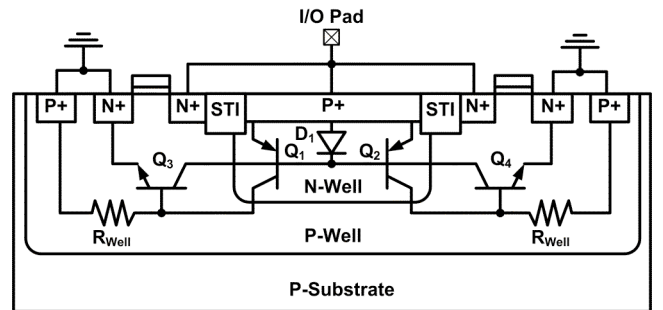 I/O Pad
P+ N+ N+ STI P+ STI N+ N+ P+
D1
Q3 Q1 Q2 Q4
N-Well
RWell RWell
P-Well
P-Substrate